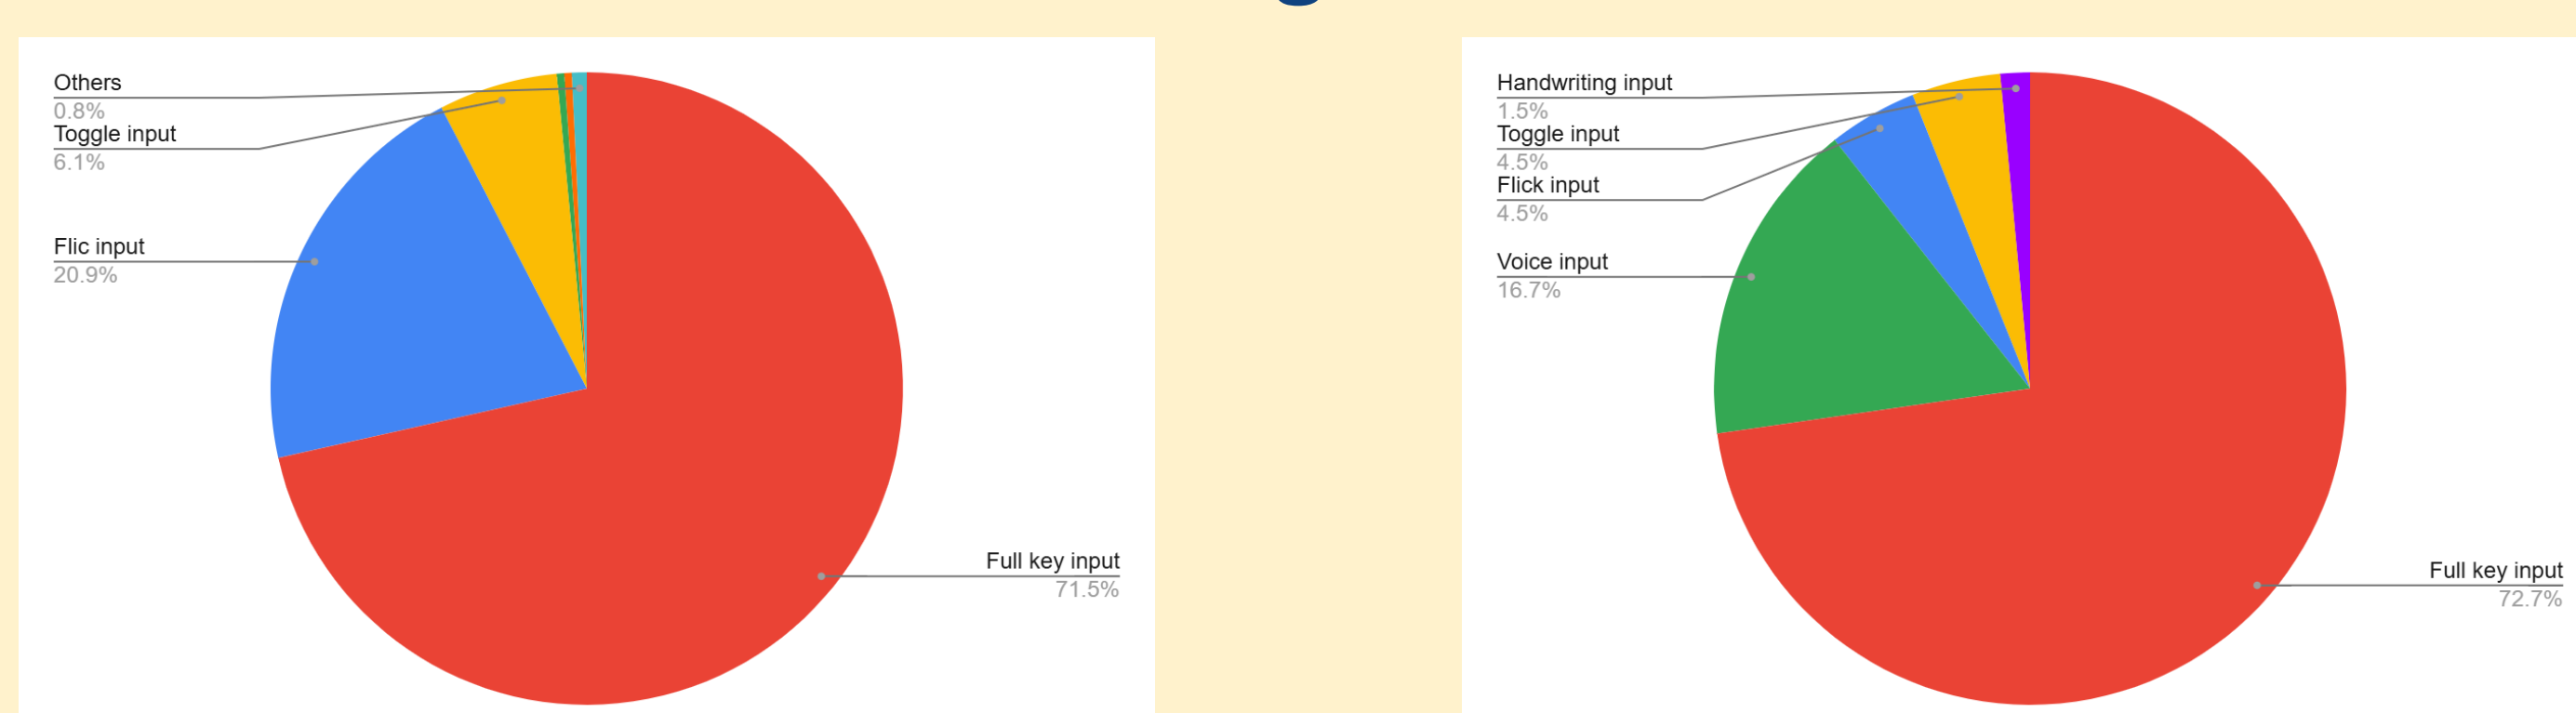 Others
0.8%
Toggle input
6.1%
Flic input
20.9%
Full key input
71.5%
Handwriting input
1.5%
Toggle input
4.5%
Flick input
4.5%
Voice input
16.7%
Full key input
72.7%